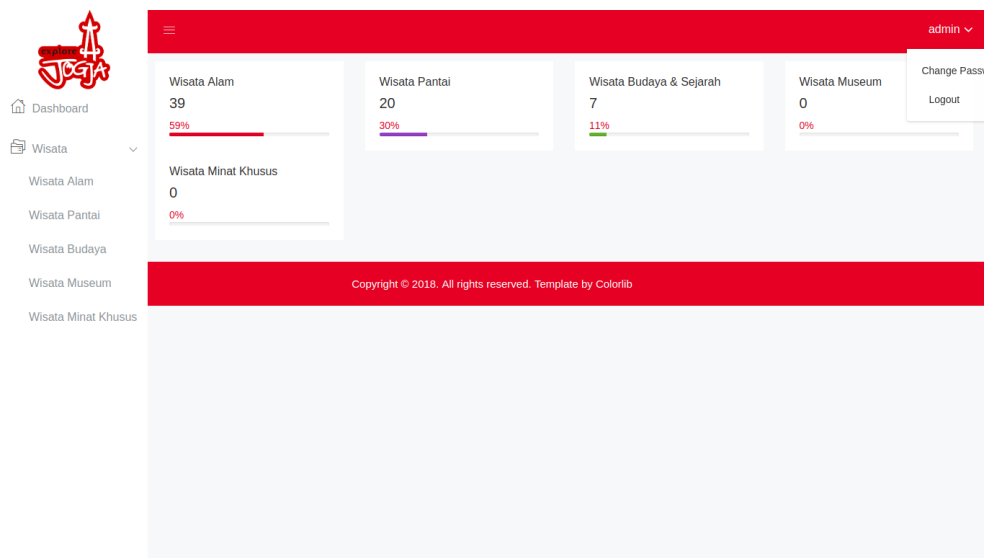 explore
JOGJA
admin
Change Passw
Logout
Dashboard
Wisata
Wisata Alam
Wisata Pantai
Wisata Budaya
Wisata Museum
Wisata Minat Khusus
Wisata Alam
39
59%
Wisata Pantai
20
30%
Wisata Budaya & Sejarah
7
11%
Wisata Museum
0
0%
Wisata Minat Khusus
0
0%
Copyright © 2018. All rights reserved. Template by Colorlib